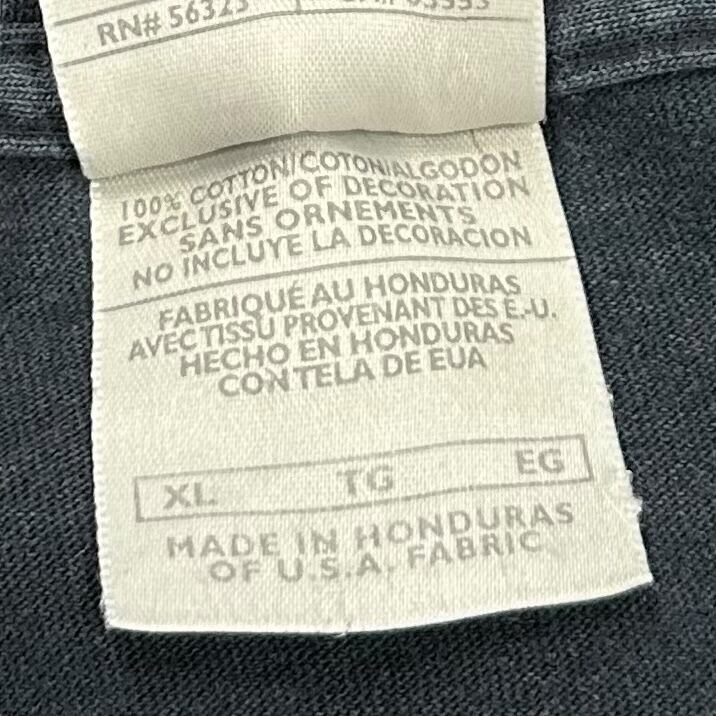 RN# 56323
100% COTTON/COTON/ALGODON
EXCLUSIVE OF DECORATION
SANS ORNEMENTS
NO INCLUYE LA DECORACION
FABRIQUÉ AU HONDURAS
AVEC TISSU PROVENANT DES É.-U.
HECHO EN HONDURAS
CON TELA DE EUA
XL TG EG
MADE IN HONDURAS
OF U.S.A. FABRIC